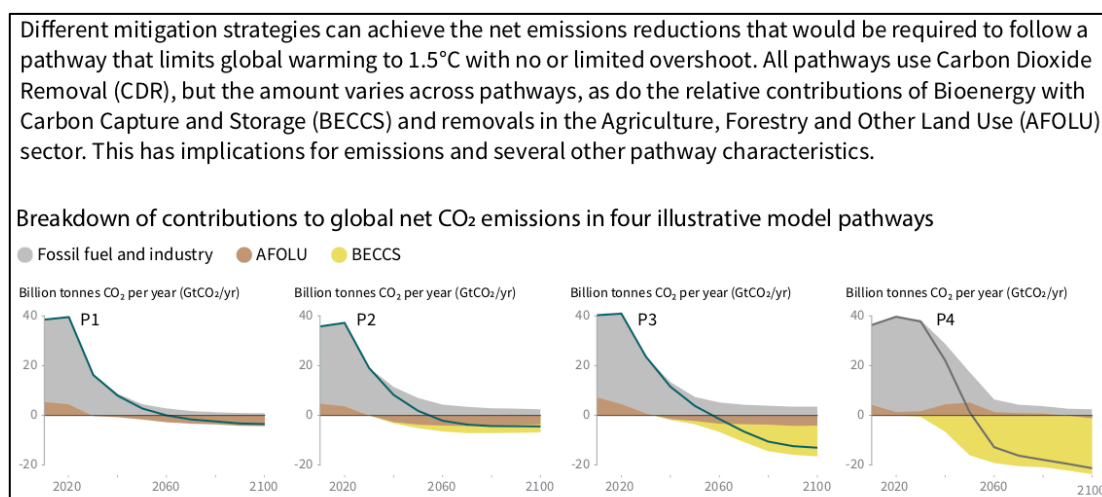 Different mitigation strategies can achieve the net emissions reductions that would be required to follow a
pathway that limits global warming to 1.5°C with no or limited overshoot. All pathways use Carbon Dioxide
Removal (CDR), but the amount varies across pathways, as do the relative contributions of Bioenergy with
Carbon Capture and Storage (BECCS) and removals in the Agriculture, Forestry and Other Land Use (AFOLU)
sector. This has implications for emissions and several other pathway characteristics.
Breakdown of contributions to global net CO₂ emissions in four illustrative model pathways
Fossil fuel and industry AFOLU BECCS
Billion tonnes CO₂ per year (GtCO₂/yr)
40
P1
20
0
-20
2020 2060 2100
Billion tonnes CO₂ per year (GtCO₂/yr)
40
P2
20
0
-20
2020 2060 2100
Billion tonnes CO₂ per year (GtCO₂/yr)
40
P3
20
0
-20
2020 2060 2100
Billion tonnes CO₂ per year (GtCO₂/yr)
40
P4
20
0
-20
2020 2060 2100